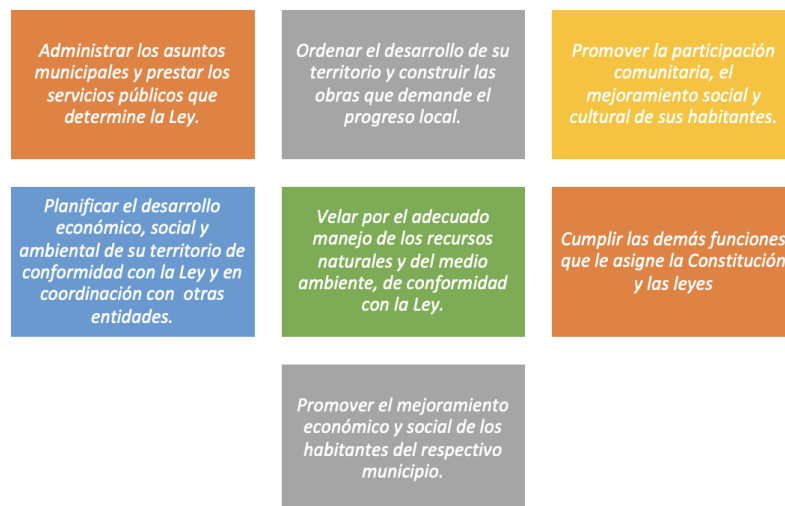 Administrar los asuntos
municipales y prestar los
servicios públicos que
determine la Ley.
Ordenar el desarrollo de su
territorio y construir las
obras que demande el
progreso local.
Promover la participación
comunitaria, el
mejoramiento social y
cultural de sus habitantes.
Planificar el desarrollo
económico, social y
ambiental de su territorio de
conformidad con la Ley y en
coordinación con otras
entidades.
Velar por el adecuado
manejo de los recursos
naturales y del medio
ambiente, de conformidad
con la Ley.
Cumplir las demás funciones
que le asigne la Constitución
y las leyes
Promover el mejoramiento
económico y social de los
habitantes del respectivo
municipio.